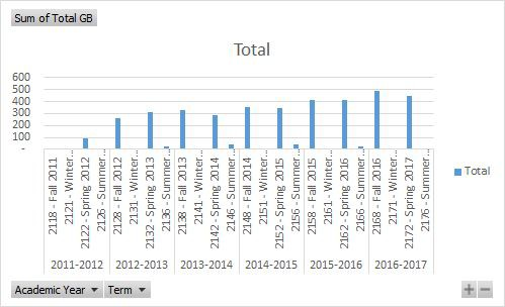 Sum of Total GB
Total
600
500
400
300
200
100
-
2118 - Fall 2011
2121 - Winter...
2122 - Spring 2012
2126 - Summer...
2128 - Fall 2012
2131 - Winter...
2132 - Spring 2013
2136 - Summer...
2138 - Fall 2013
2141 - Winter...
2142 - Spring 2014
2146 - Summer...
2148 - Fall 2014
2151 - Winter...
2152 - Spring 2015
2156 - Summer...
2158 - Fall 2015
2161 - Winter...
2162 - Spring 2016
2166 - Summer...
2168 - Fall 2016
2171 - Winter...
2172 - Spring 2017
2176 - Summer...
2011-2012
2012-2013
2013-2014
2014-2015
2015-2016
2016-2017
Total
Academic Year
Term